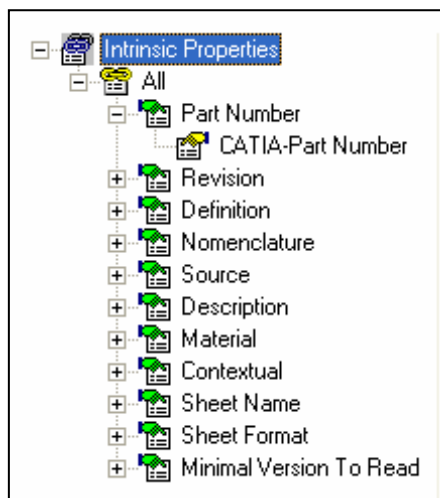 Intrinsic Properties
All
Part Number
CATIA-Part Number
Revision
Definition
Nomenclature
Source
Description
Material
Contextual
Sheet Name
Sheet Format
Minimal Version To Read